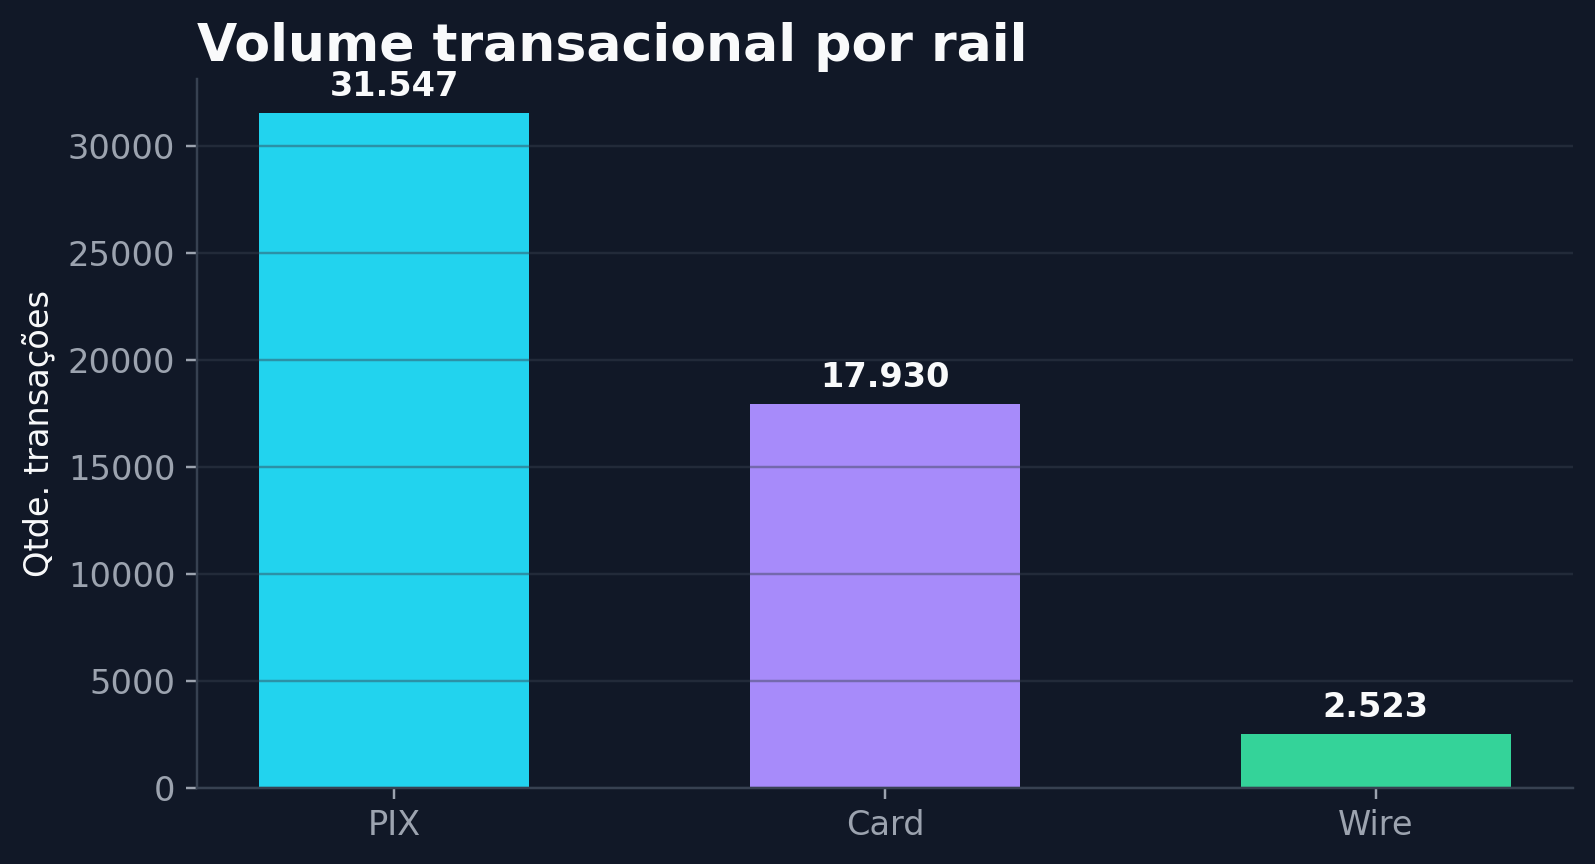 Volume transacional por rail
31.547
30000
25000
20000
15000
10000
5000
0
Qtde. transações
17.930
2.523
PIX
Card
Wire